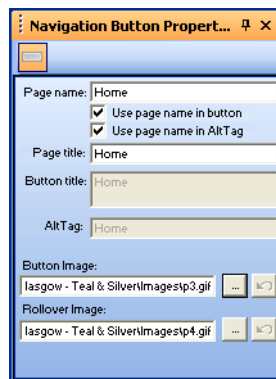 Navigation Button Propert...
Page name: Home
Use page name in button
Use page name in AltTag
Page title: Home
Button title: Home
AltTag: Home
Button Image:
lasgow - Teal & Silver\Images\p3.gif ...
Rollover Image:
lasgow - Teal & Silver\Images\p4.gif ...